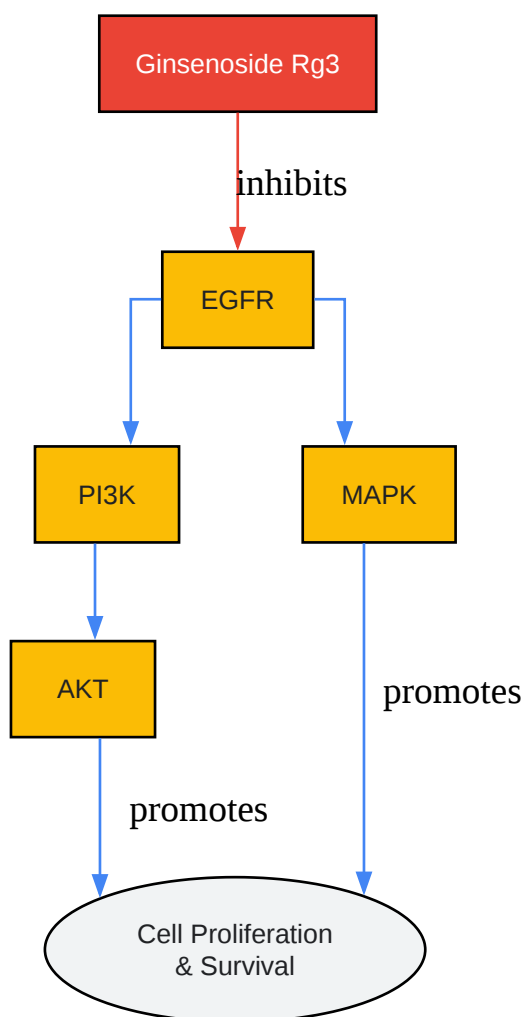 Ginsenoside Rg3
inhibits
EGFR
PI3K
MAPK
AKT
promotes
promotes
Cell Proliferation
& Survival